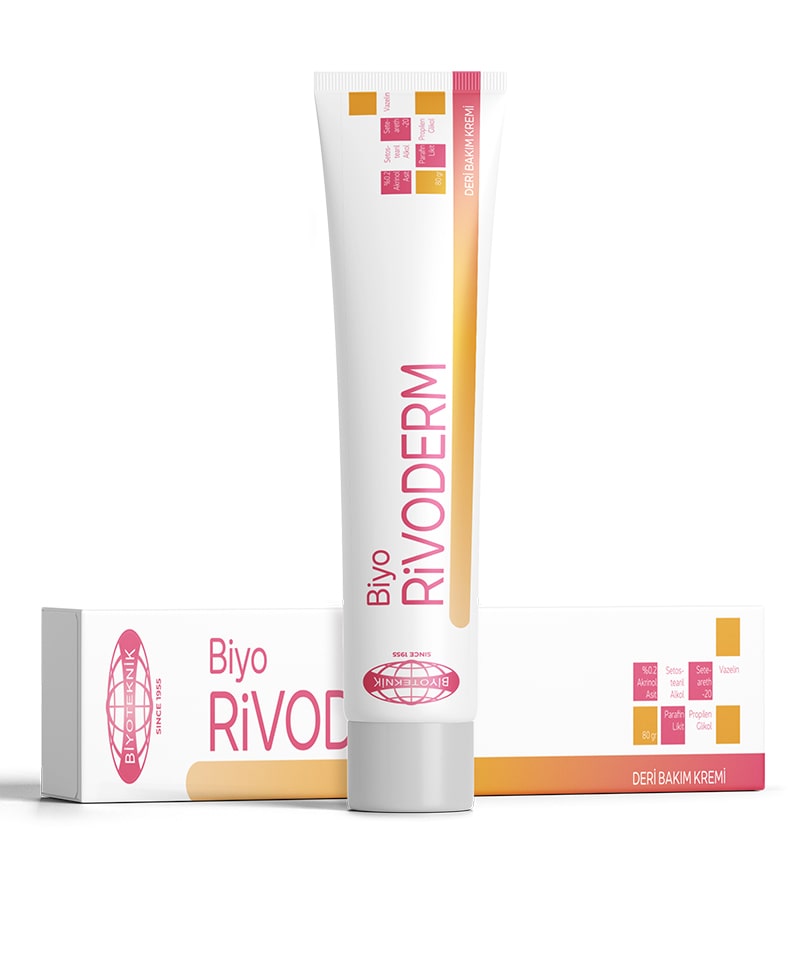 Vazelin
Sete-
areth
-20
Propilen
Glikol
Setos-
tearil
Alkol
Parafin
Likit
%0.2
Akrinol
Asit
80 gr
DERİ BAKIM KREMİ
Biyo
RiVODERM
SINCE 1955
BİYOTEKNİK
BİYOTEKNİK
SINCE 1955
Biyo
RiVOD
%0.2
Akrinol
Asit
Setos-
tearil
Alkol
Sete-
areth
-20
Vazelin
80 gr
Parafin
Likit
Propilen
Glikol
DERİ BAKIM KREMİ